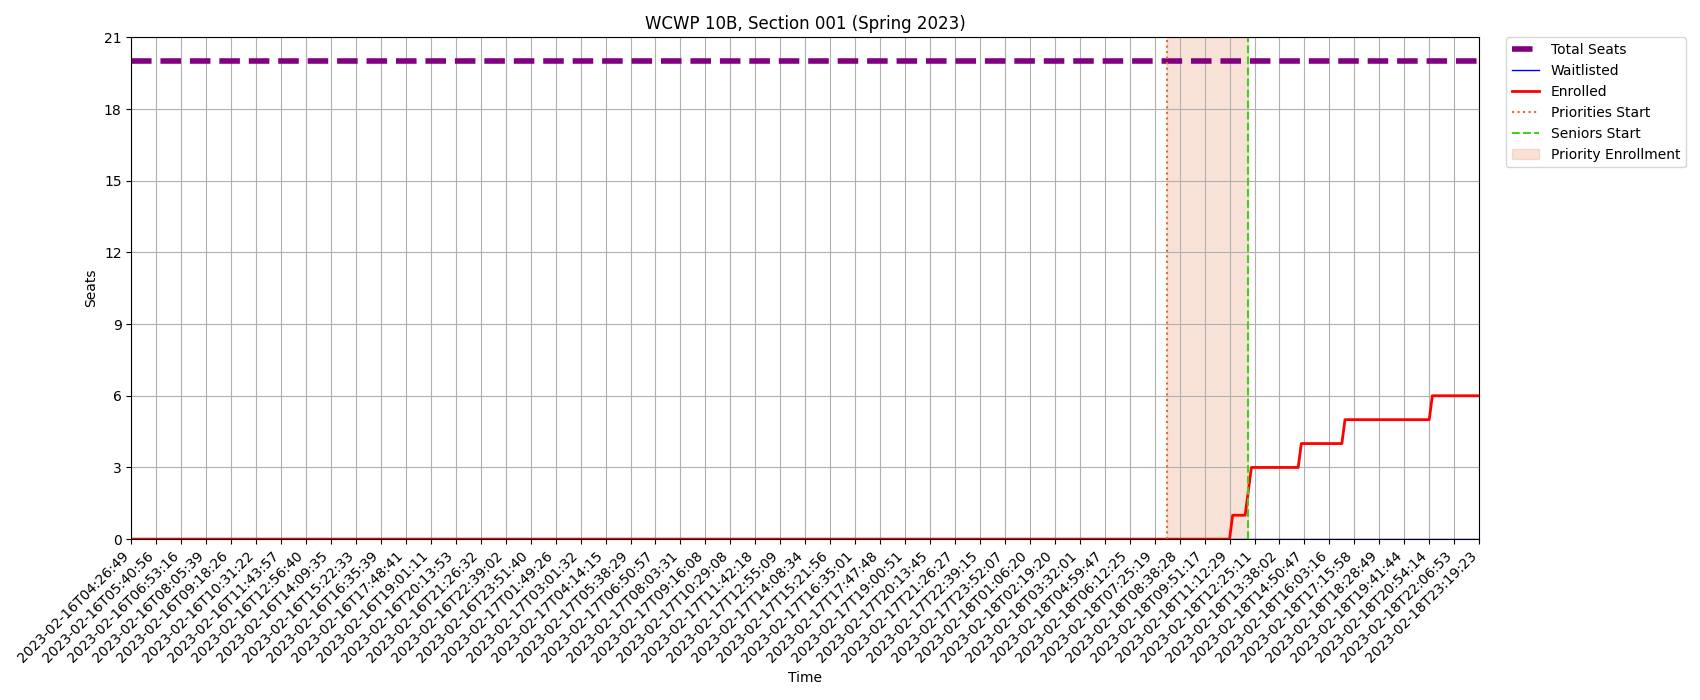 WCWP 10B, Section 001 (Spring 2023)
21
18
15
12
9
6
3
0
Seats
2023-02-16T04:26:49
2023-02-16T05:40:56
2023-02-16T06:53:16
2023-02-16T08:05:39
2023-02-16T09:18:26
2023-02-16T10:31:22
2023-02-16T11:43:57
2023-02-16T12:56:40
2023-02-16T14:09:35
2023-02-16T15:22:33
2023-02-16T16:35:39
2023-02-16T17:48:41
2023-02-16T19:01:11
2023-02-16T20:13:53
2023-02-16T21:26:32
2023-02-16T22:39:02
2023-02-16T23:51:40
2023-02-17T01:49:26
2023-02-17T03:01:32
2023-02-17T04:14:15
2023-02-17T05:38:29
2023-02-17T06:50:57
2023-02-17T08:03:31
2023-02-17T09:16:08
2023-02-17T10:29:08
2023-02-17T11:42:18
2023-02-17T12:55:09
2023-02-17T14:08:34
2023-02-17T15:21:56
2023-02-17T16:35:01
2023-02-17T17:47:48
2023-02-17T19:00:51
2023-02-17T20:13:45
2023-02-17T21:26:27
2023-02-17T22:39:15
2023-02-17T23:52:07
2023-02-18T01:06:20
2023-02-18T02:19:20
2023-02-18T03:32:01
2023-02-18T04:59:47
2023-02-18T06:12:25
2023-02-18T07:25:19
2023-02-18T08:38:28
2023-02-18T09:51:17
2023-02-18T11:12:29
2023-02-18T12:25:11
2023-02-18T13:38:02
2023-02-18T14:50:47
2023-02-18T16:03:16
2023-02-18T17:15:58
2023-02-18T18:28:49
2023-02-18T19:41:44
2023-02-18T20:54:14
2023-02-18T22:06:53
2023-02-18T23:19:23
Time
Total Seats
Waitlisted
Enrolled
Priorities Start
Seniors Start
Priority Enrollment